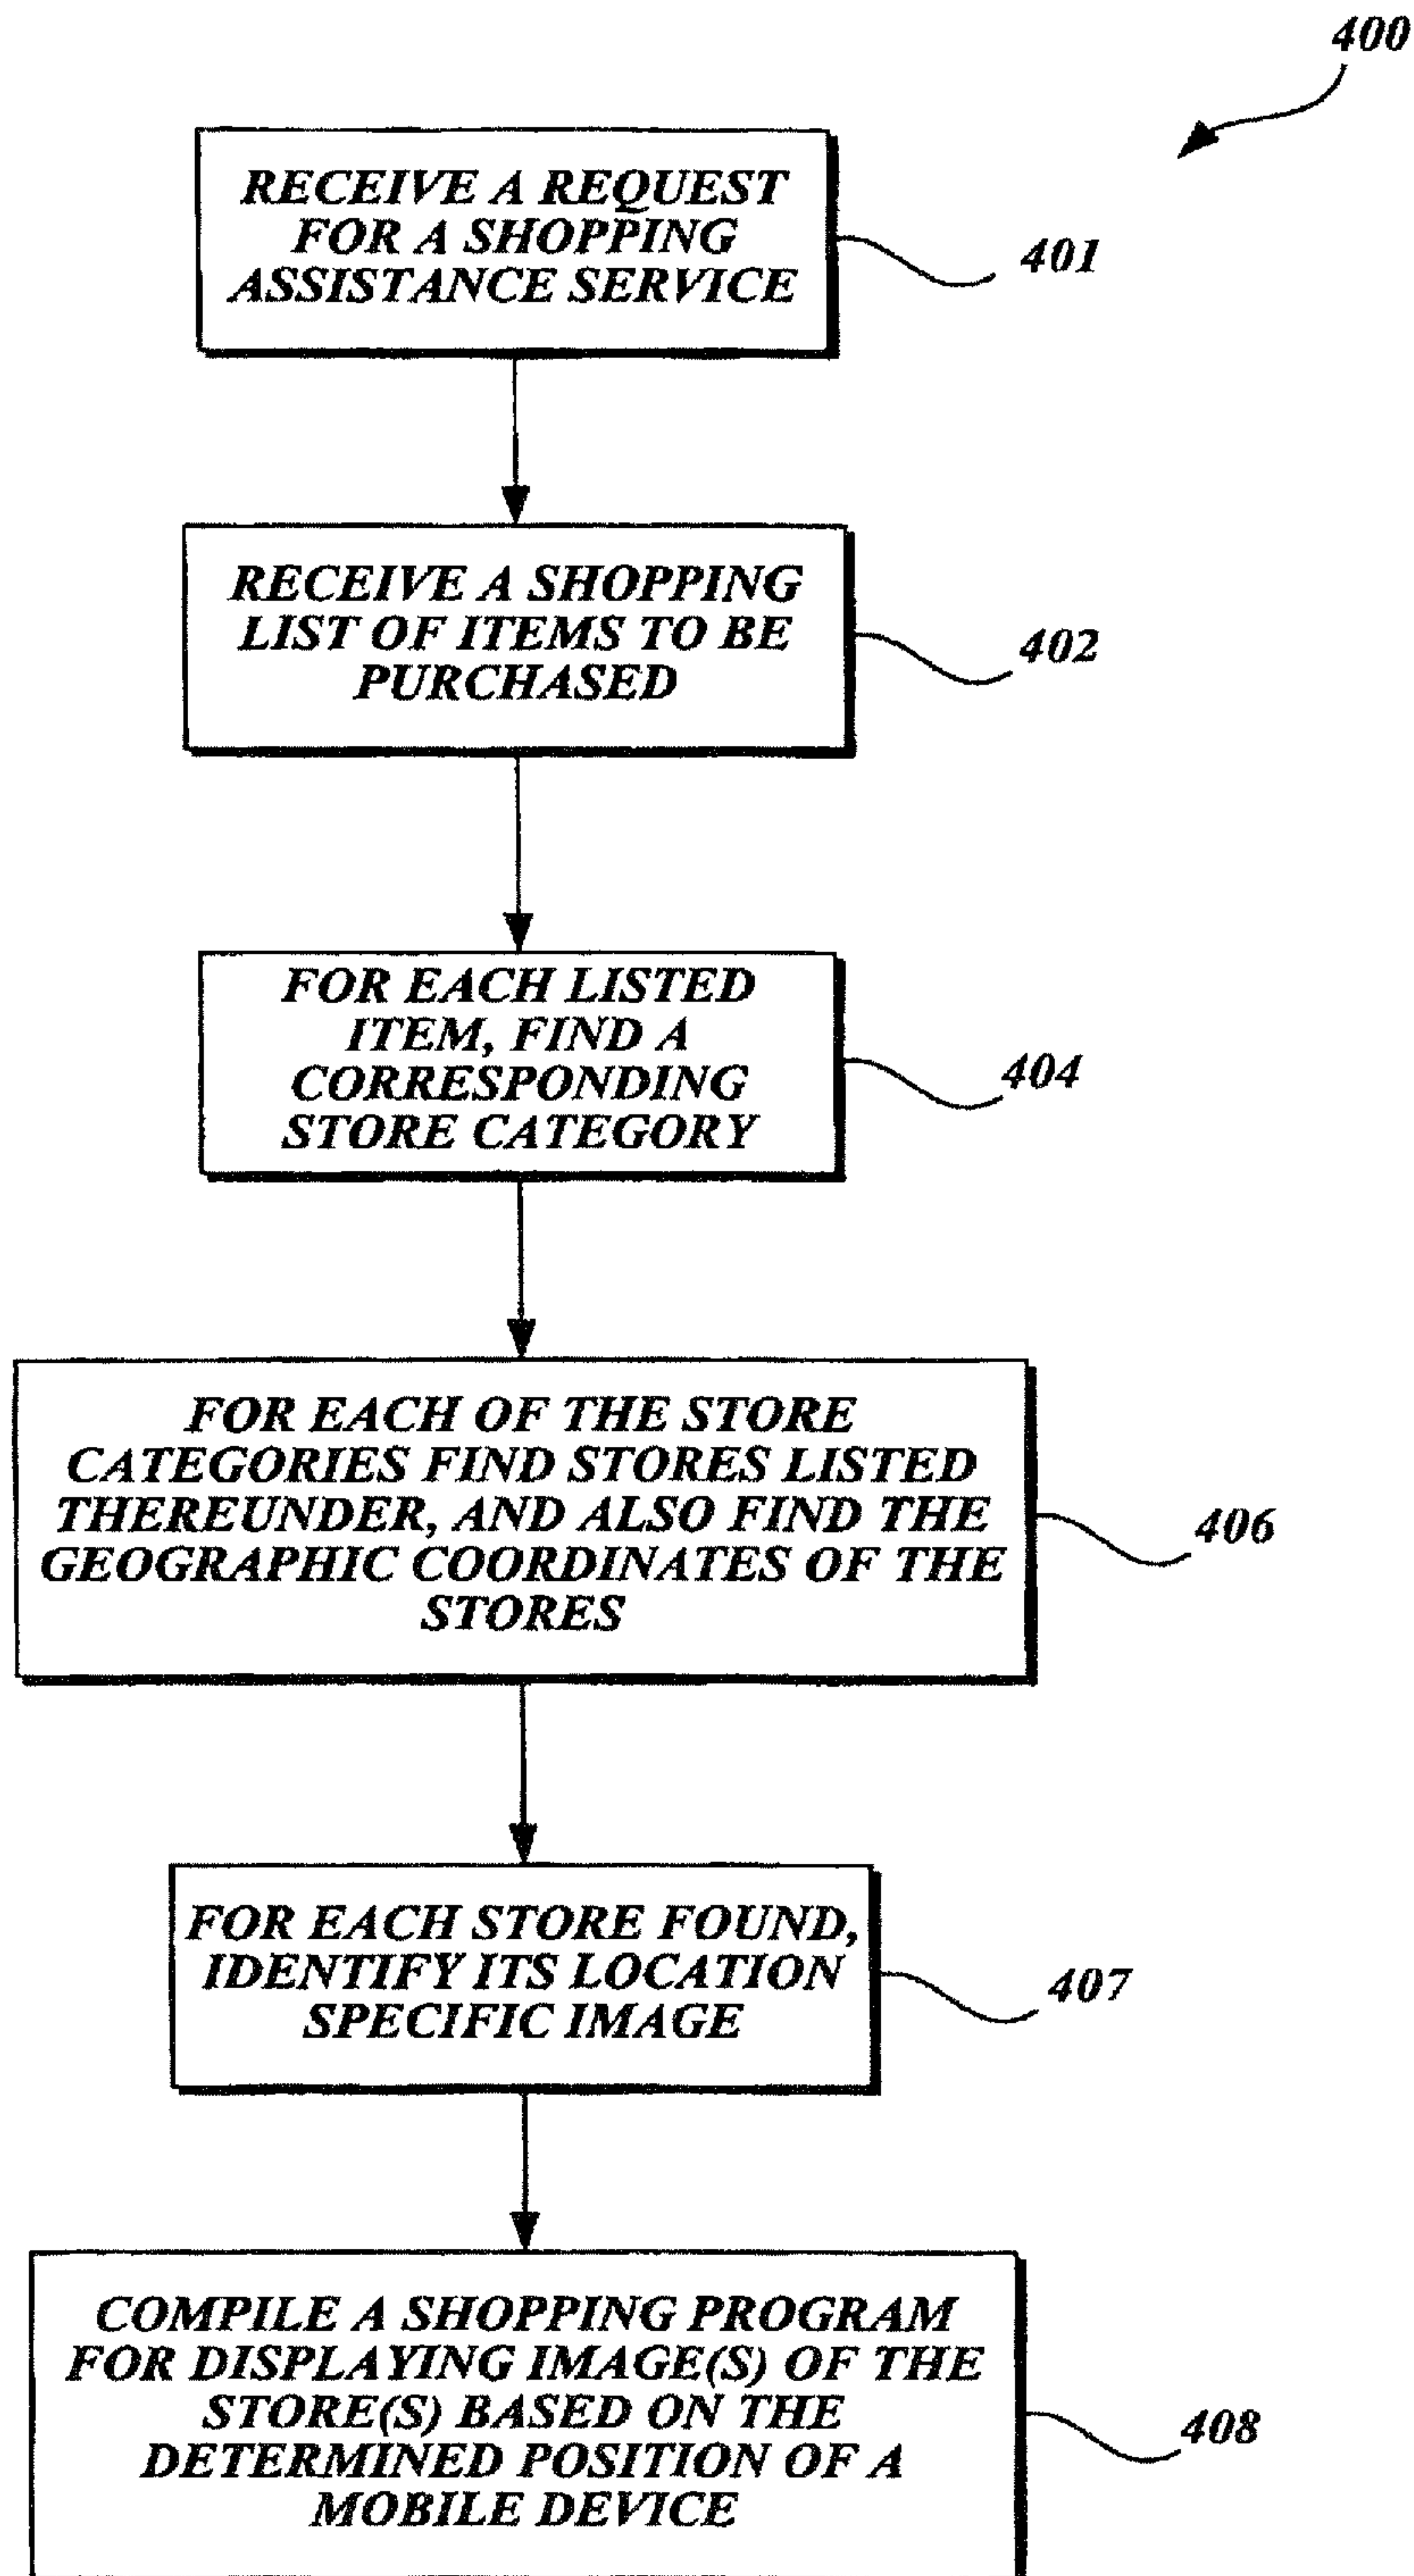 400
RECEIVE A REQUEST
FOR A SHOPPING
ASSISTANCE SERVICE
401
RECEIVE A SHOPPING
LIST OF ITEMS TO BE
PURCHASED
402
FOR EACH LISTED
ITEM, FIND A
CORRESPONDING
STORE CATEGORY
404
FOR EACH OF THE STORE
CATEGORIES FIND STORES LISTED
THEREUNDER, AND ALSO FIND THE
GEOGRAPHIC COORDINATES OF THE
STORES
406
FOR EACH STORE FOUND,
IDENTIFY ITS LOCATION
SPECIFIC IMAGE
407
COMPILE A SHOPPING PROGRAM
FOR DISPLAYING IMAGE(S) OF THE
STORE(S) BASED ON THE
DETERMINED POSITION OF A
MOBILE DEVICE
408